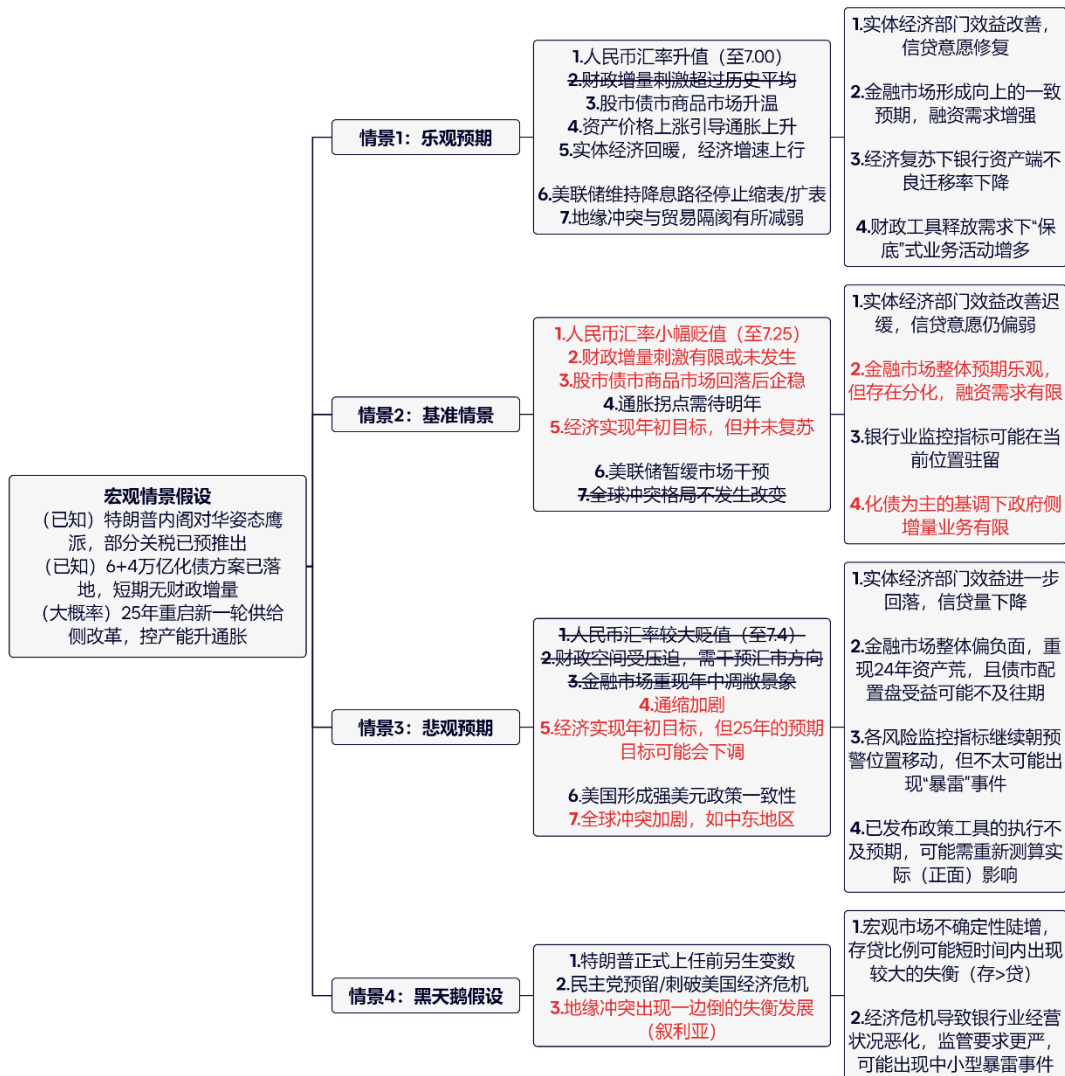 宏观情景假设
（已知）特朗普内阁对华姿态鹰
派，部分关税已预推出
（已知）6+4万亿化债方案已落
地，短期无财政增量
（大概率）25年重启新一轮供给
侧改革，控产能升通胀
情景1：乐观预期
1.人民币汇率升值（至7.00）
2.财政增量刺激超过历史平均
3.股市债市商品市场升温
4.资产价格上涨引导通胀上升
5.实体经济回暖，经济增速上行
6.美联储维持降息路径停止缩表/扩表
7.地缘冲突与贸易隔阂有所减弱
1.实体经济部门效益改善，
信贷意愿修复
2.金融市场形成向上的一致
预期，融资需求增强
3.经济复苏下银行资产端不
良迁移率下降
4.财政工具释放需求下“保
底”式业务活动增多
情景2：基准情景
1.人民币汇率小幅贬值（至7.25）
2.财政增量刺激有限或未发生
3.股市债市商品市场回落后企稳
4.通胀拐点需待明年
5.经济实现年初目标，但并未复苏
6.美联储暂缓市场干预
7.全球冲突格局不发生改变
1.实体经济部门效益改善迟
缓，信贷意愿仍偏弱
2.金融市场整体预期乐观，
但存在分化，融资需求有限
3.银行业监控指标可能在当
前位置驻留
4.化债为主的基调下政府侧
增量业务有限
情景3：悲观预期
1.人民币汇率较大贬值（至7.4）
2.财政空间受压迫，需干预汇市方向
3.金融市场重现年中凋敝景象
4.通缩加剧
5.经济实现年初目标，但25年的预期
目标可能会下调
6.美国形成强美元政策一致性
7.全球冲突加剧，如中东地区
1.实体经济部门效益进一步
回落，信贷量下降
2.金融市场整体偏负面，重
现24年资产荒，且债市配
置盘受益可能不及往期
3.各风险监控指标继续朝预
警位置移动，但不太可能出
现“暴雷”事件
4.已发布政策工具的执行不
及预期，可能需重新测算实
际（正面）影响
情景4：黑天鹅假设
1.特朗普正式上任前另生变数
2.民主党预留/刺破美国经济危机
3.地缘冲突出现一边倒的失衡发展
（叙利亚）
1.宏观市场不确定性陡增，
存贷比例可能短时间内出现
较大的失衡（存>贷）
2.经济危机导致银行业经营
状况恶化，监管要求更严，
可能出现中小型暴雷事件